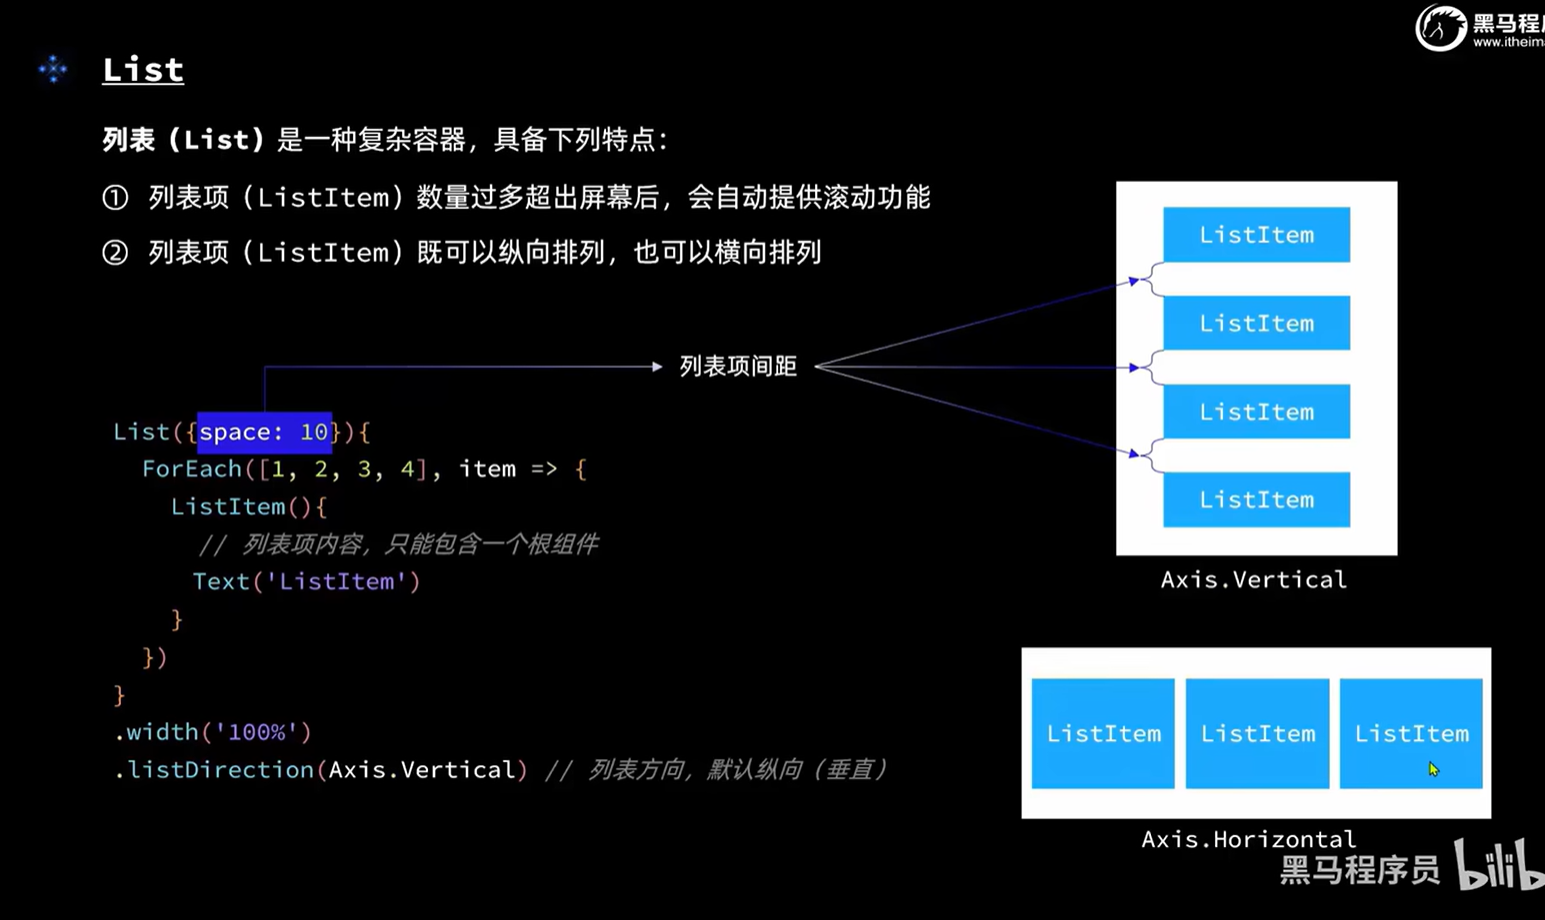 黑马程序
www.itheim
List
列表（List）是一种复杂容器，具备下列特点：
① 列表项（ListItem）数量过多超出屏幕后，会自动提供滚动功能
② 列表项（ListItem）既可以纵向排列，也可以横向排列
列表项间距
List({space: 10}){
ForEach([1, 2, 3, 4], item => {
ListItem(){
// 列表项内容，只能包含一个根组件
Text('ListItem')
}
})
}
.width('100%')
.listDirection(Axis.Vertical) // 列表方向，默认纵向（垂直）
ListItem
ListItem
ListItem
ListItem
Axis.Vertical
ListItem ListItem ListItem
Axis.Horizontal
黑马程序员 bilib